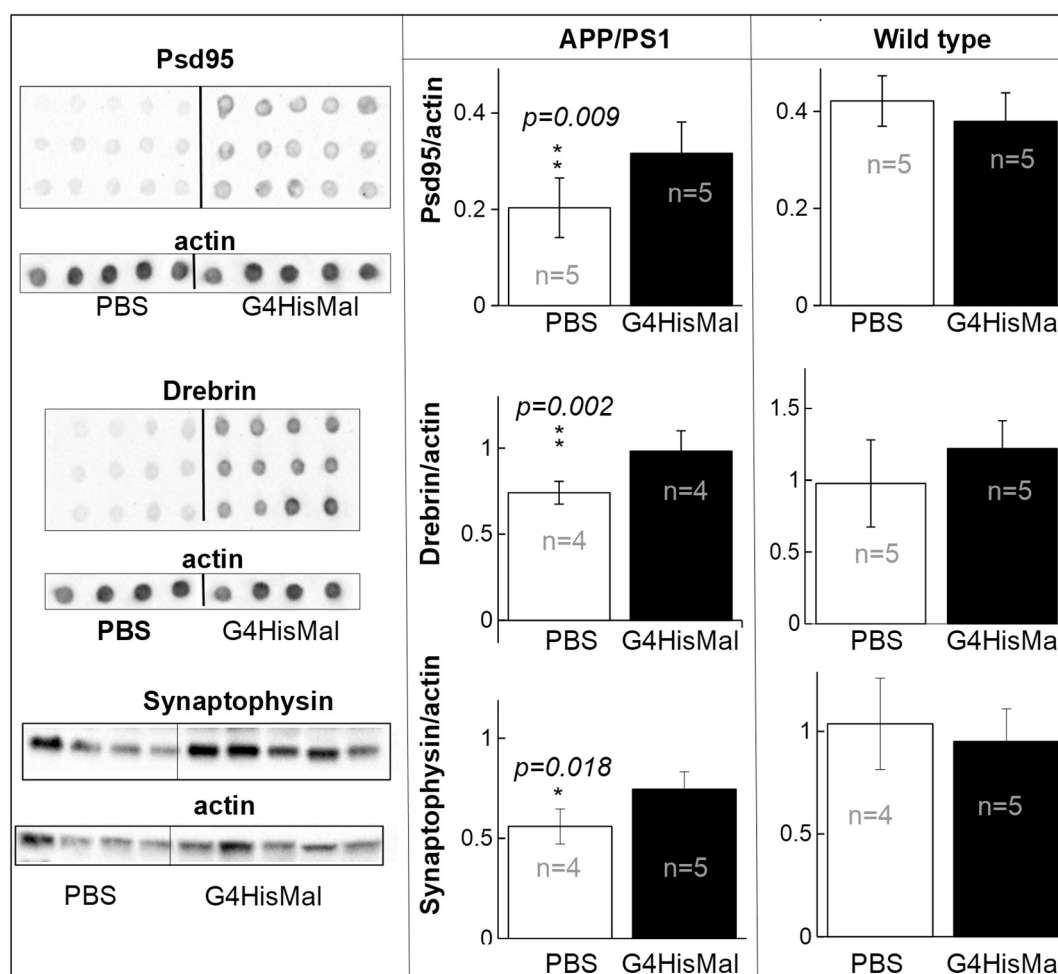 Psd95
actin
PBS G4HisMal
Drebrin
actin
PBS G4HisMal
Synaptophysin
actin
PBS G4HisMal
APP/PS1
Psd95/actin
0.4
0.2
0
p=0.009
**
n=5
n=5
PBS G4HisMal
Drebrin/actin
1
0.5
0
p=0.002
**
n=4
n=4
PBS G4HisMal
Synaptophysin/actin
1
0.5
0
p=0.018
*
n=4
n=5
PBS G4HisMal
Wild type
0.4
0.2
0
n=5
n=5
PBS G4HisMal
1.5
1
0.5
0
n=5
n=5
PBS G4HisMal
1
0.5
0
n=4
n=5
PBS G4HisMal